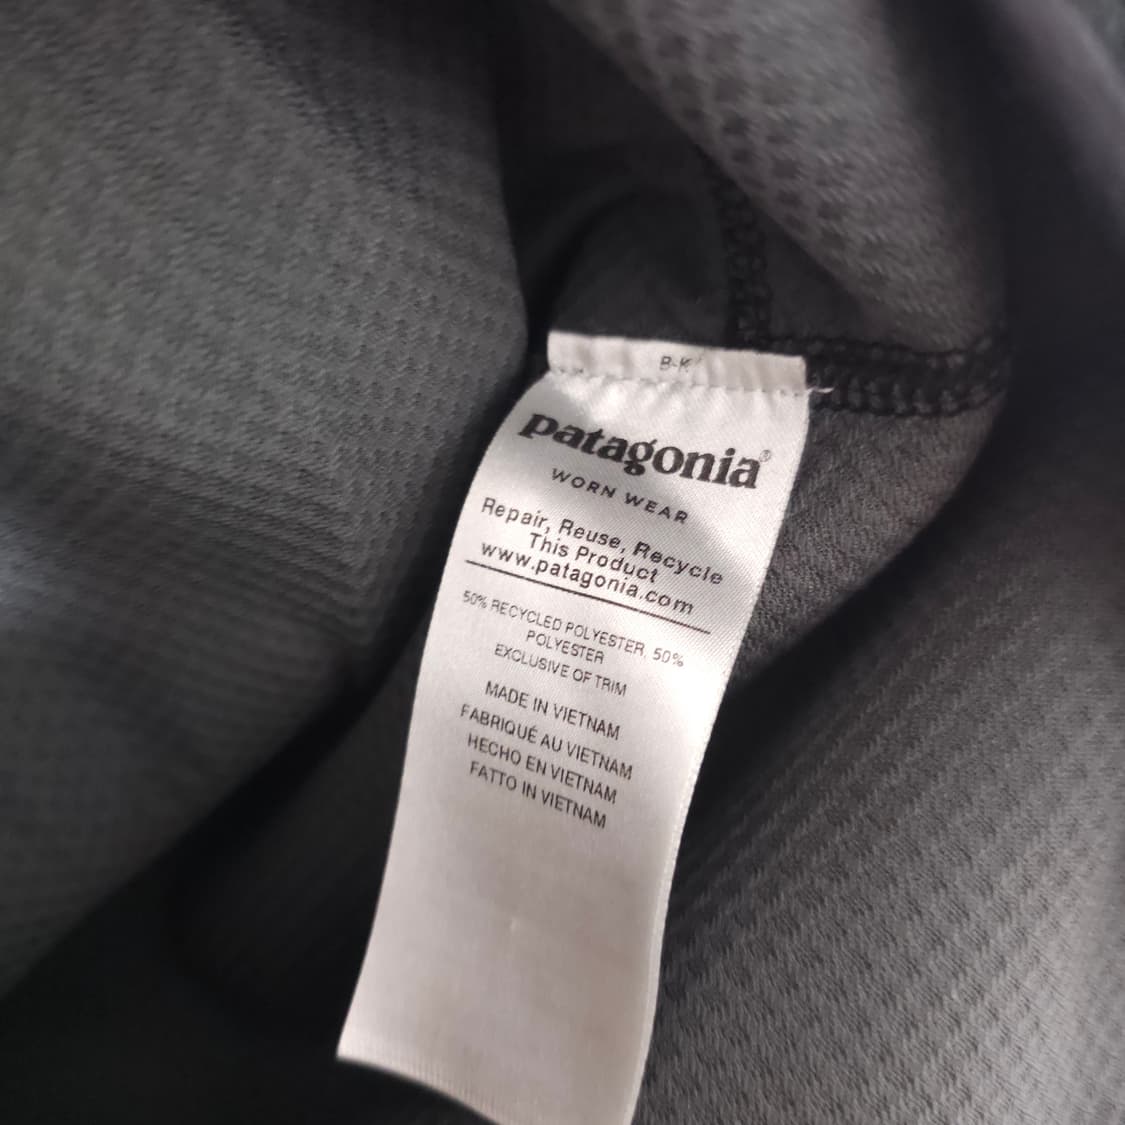 B-K
patagonia®
WORN WEAR
Repair, Reuse, Recycle
This Product
www.patagonia.com
50% RECYCLED POLYESTER, 50%
POLYESTER
EXCLUSIVE OF TRIM
MADE IN VIETNAM
FABRIQUÉ AU VIETNAM
HECHO EN VIETNAM
FATTO IN VIETNAM